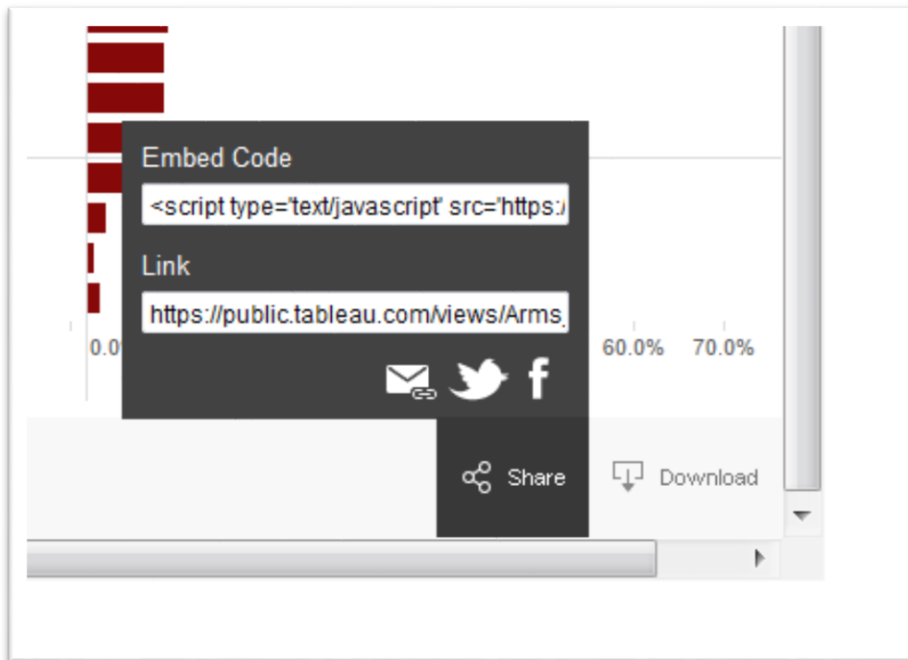 Embed Code
<script type='text/javascript' src='https:/
Link
https://public.tableau.com/views/Arms_
0.0 60.0% 70.0%
Share Download